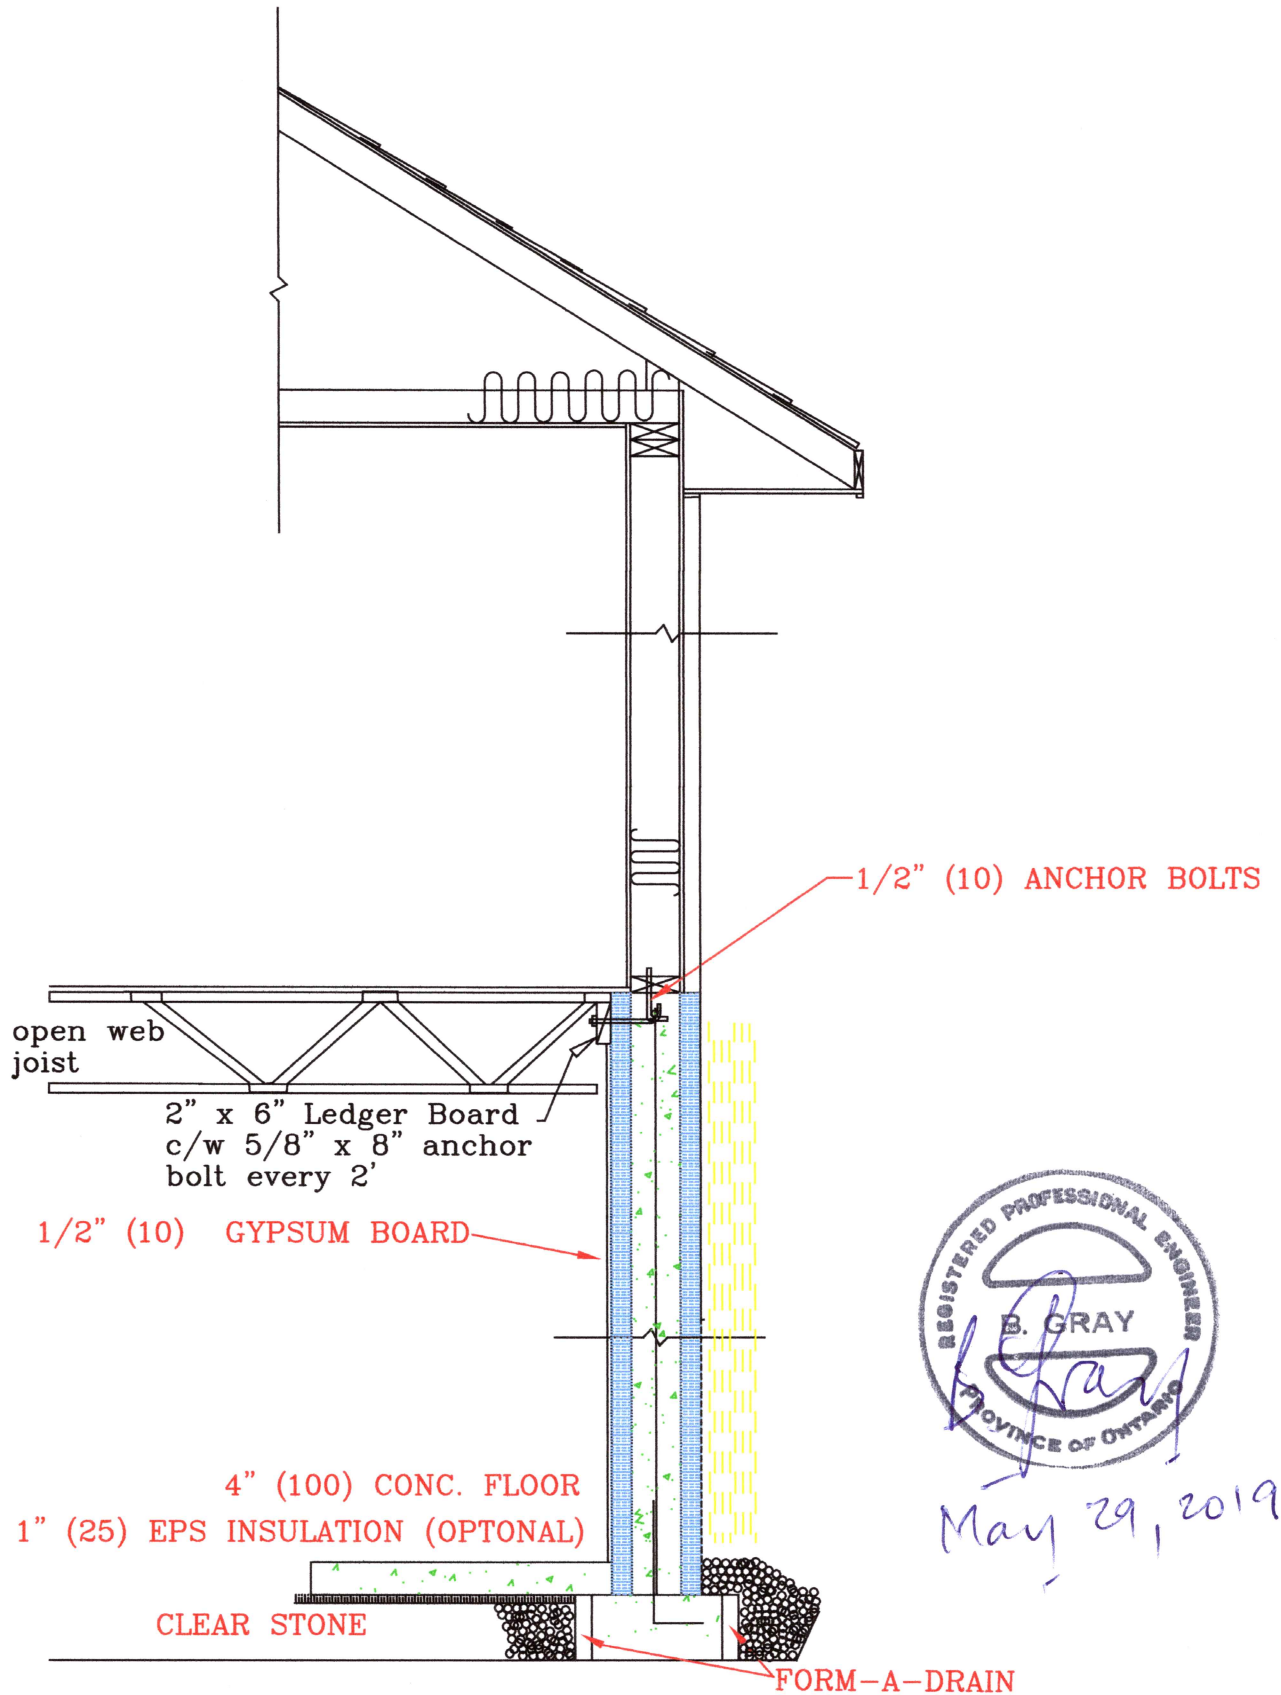 1/2" (10) ANCHOR BOLTS
open web
joist
2" x 6" Ledger Board
c/w 5/8" x 8" anchor
bolt every 2'
1/2" (10) GYPSUM BOARD
REGISTERED PROFESSIONAL ENGINEER
B. GRAY
B Gray
PROVINCE OF ONTARIO
May 29, 2019
4" (100) CONC. FLOOR
1" (25) EPS INSULATION (OPTONAL)
CLEAR STONE
FORM-A-DRAIN